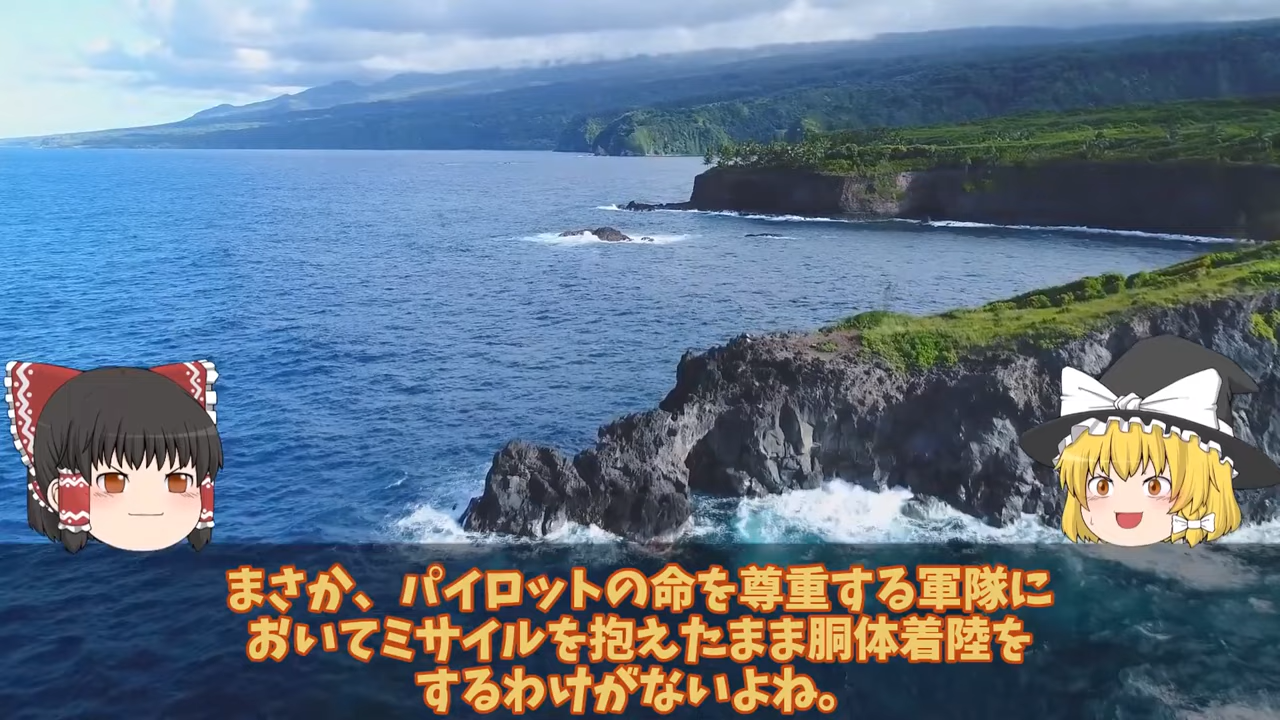 まさか、パイロットの命を尊重する軍隊に
おいてミサイルを抱えたまま胴体着陸を
するわけがないよね。